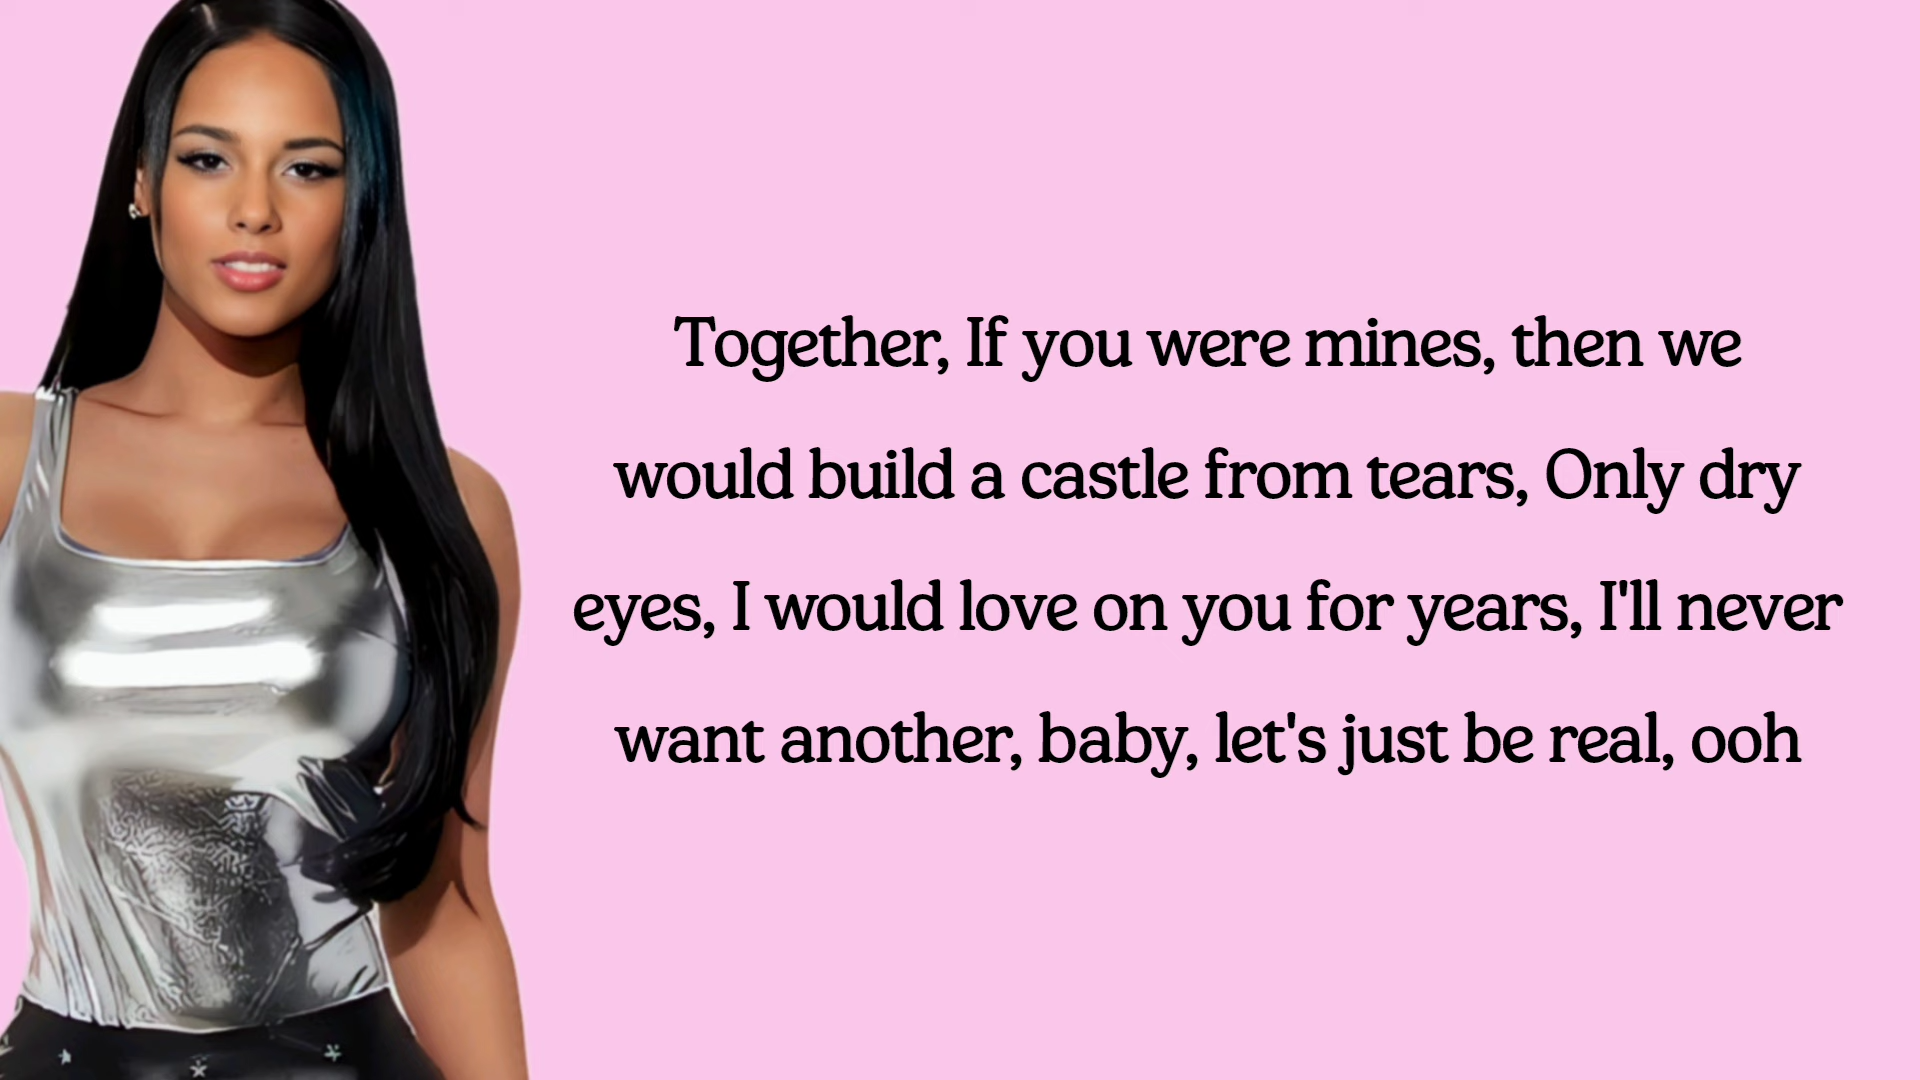 Together, If you were mines, then we
would build a castle from tears, Only dry
eyes, I would love on you for years, I'll never
want another, baby, let's just be real, ooh